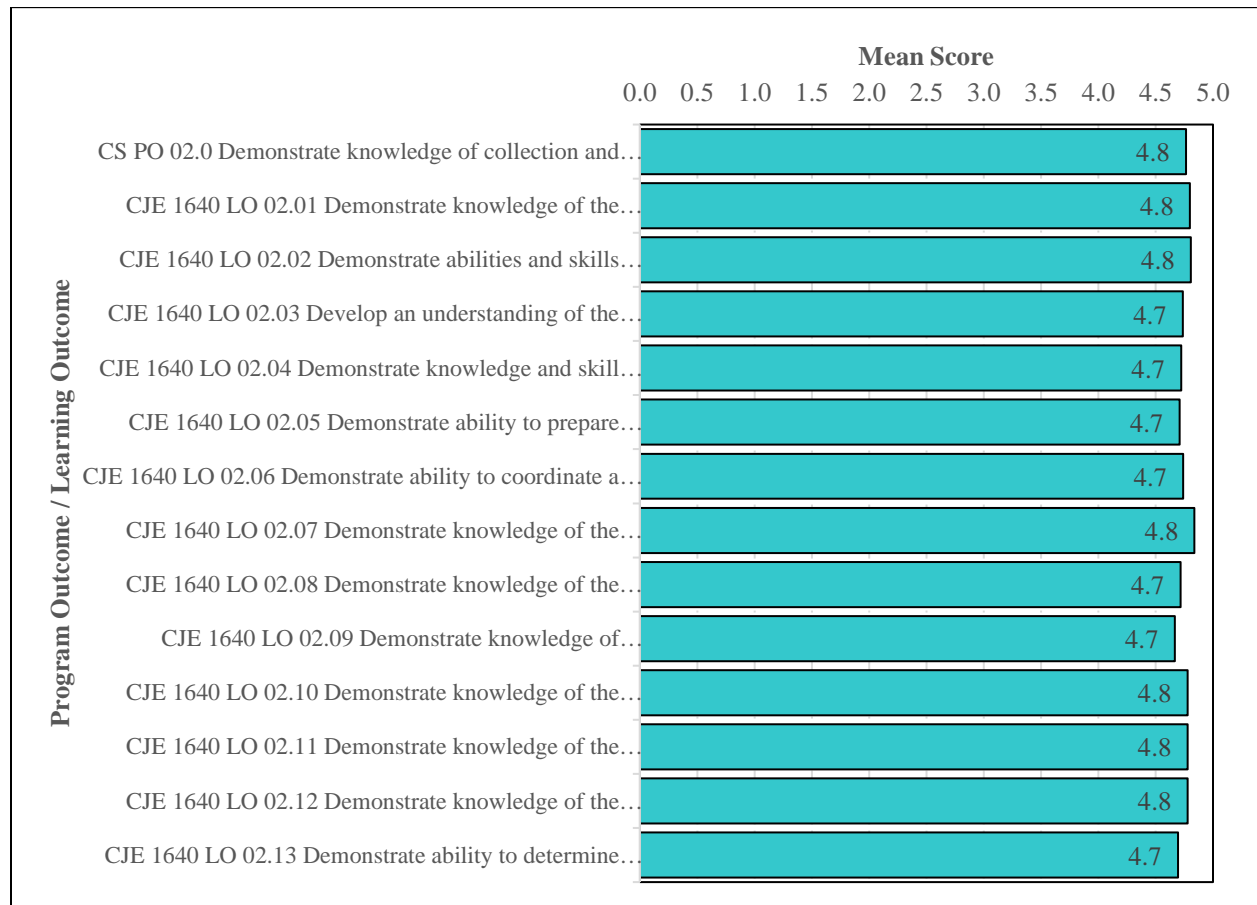 Mean Score
0.0 0.5 1.0 1.5 2.0 2.5 3.0 3.5 4.0 4.5 5.0
Program Outcome / Learning Outcome
CS PO 02.0 Demonstrate knowledge of collection and… 4.8
CJE 1640 LO 02.01 Demonstrate knowledge of the… 4.8
CJE 1640 LO 02.02 Demonstrate abilities and skills… 4.8
CJE 1640 LO 02.03 Develop an understanding of the… 4.7
CJE 1640 LO 02.04 Demonstrate knowledge and skill… 4.7
CJE 1640 LO 02.05 Demonstrate ability to prepare… 4.7
CJE 1640 LO 02.06 Demonstrate ability to coordinate a… 4.7
CJE 1640 LO 02.07 Demonstrate knowledge of the… 4.8
CJE 1640 LO 02.08 Demonstrate knowledge of the… 4.7
CJE 1640 LO 02.09 Demonstrate knowledge of… 4.7
CJE 1640 LO 02.10 Demonstrate knowledge of the… 4.8
CJE 1640 LO 02.11 Demonstrate knowledge of the… 4.8
CJE 1640 LO 02.12 Demonstrate knowledge of the… 4.8
CJE 1640 LO 02.13 Demonstrate ability to determine… 4.7